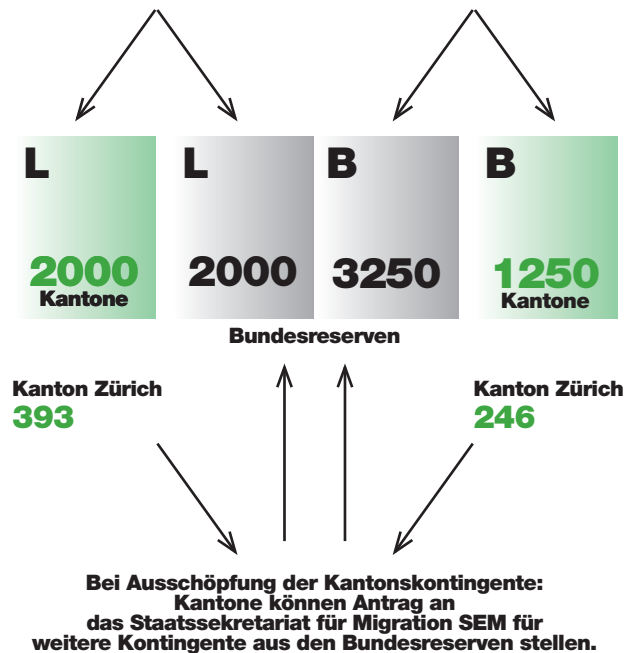 L
L
B
B
2000
2000
3250
1250
Kantone
Kantone
Bundesreserven
Kanton Zürich
Kanton Zürich
393
246
Bei Ausschöpfung der Kantonskontingente:
Kantone können Antrag an
das Staatssekretariat für Migration SEM für
weitere Kontingente aus den Bundesreserven stellen.